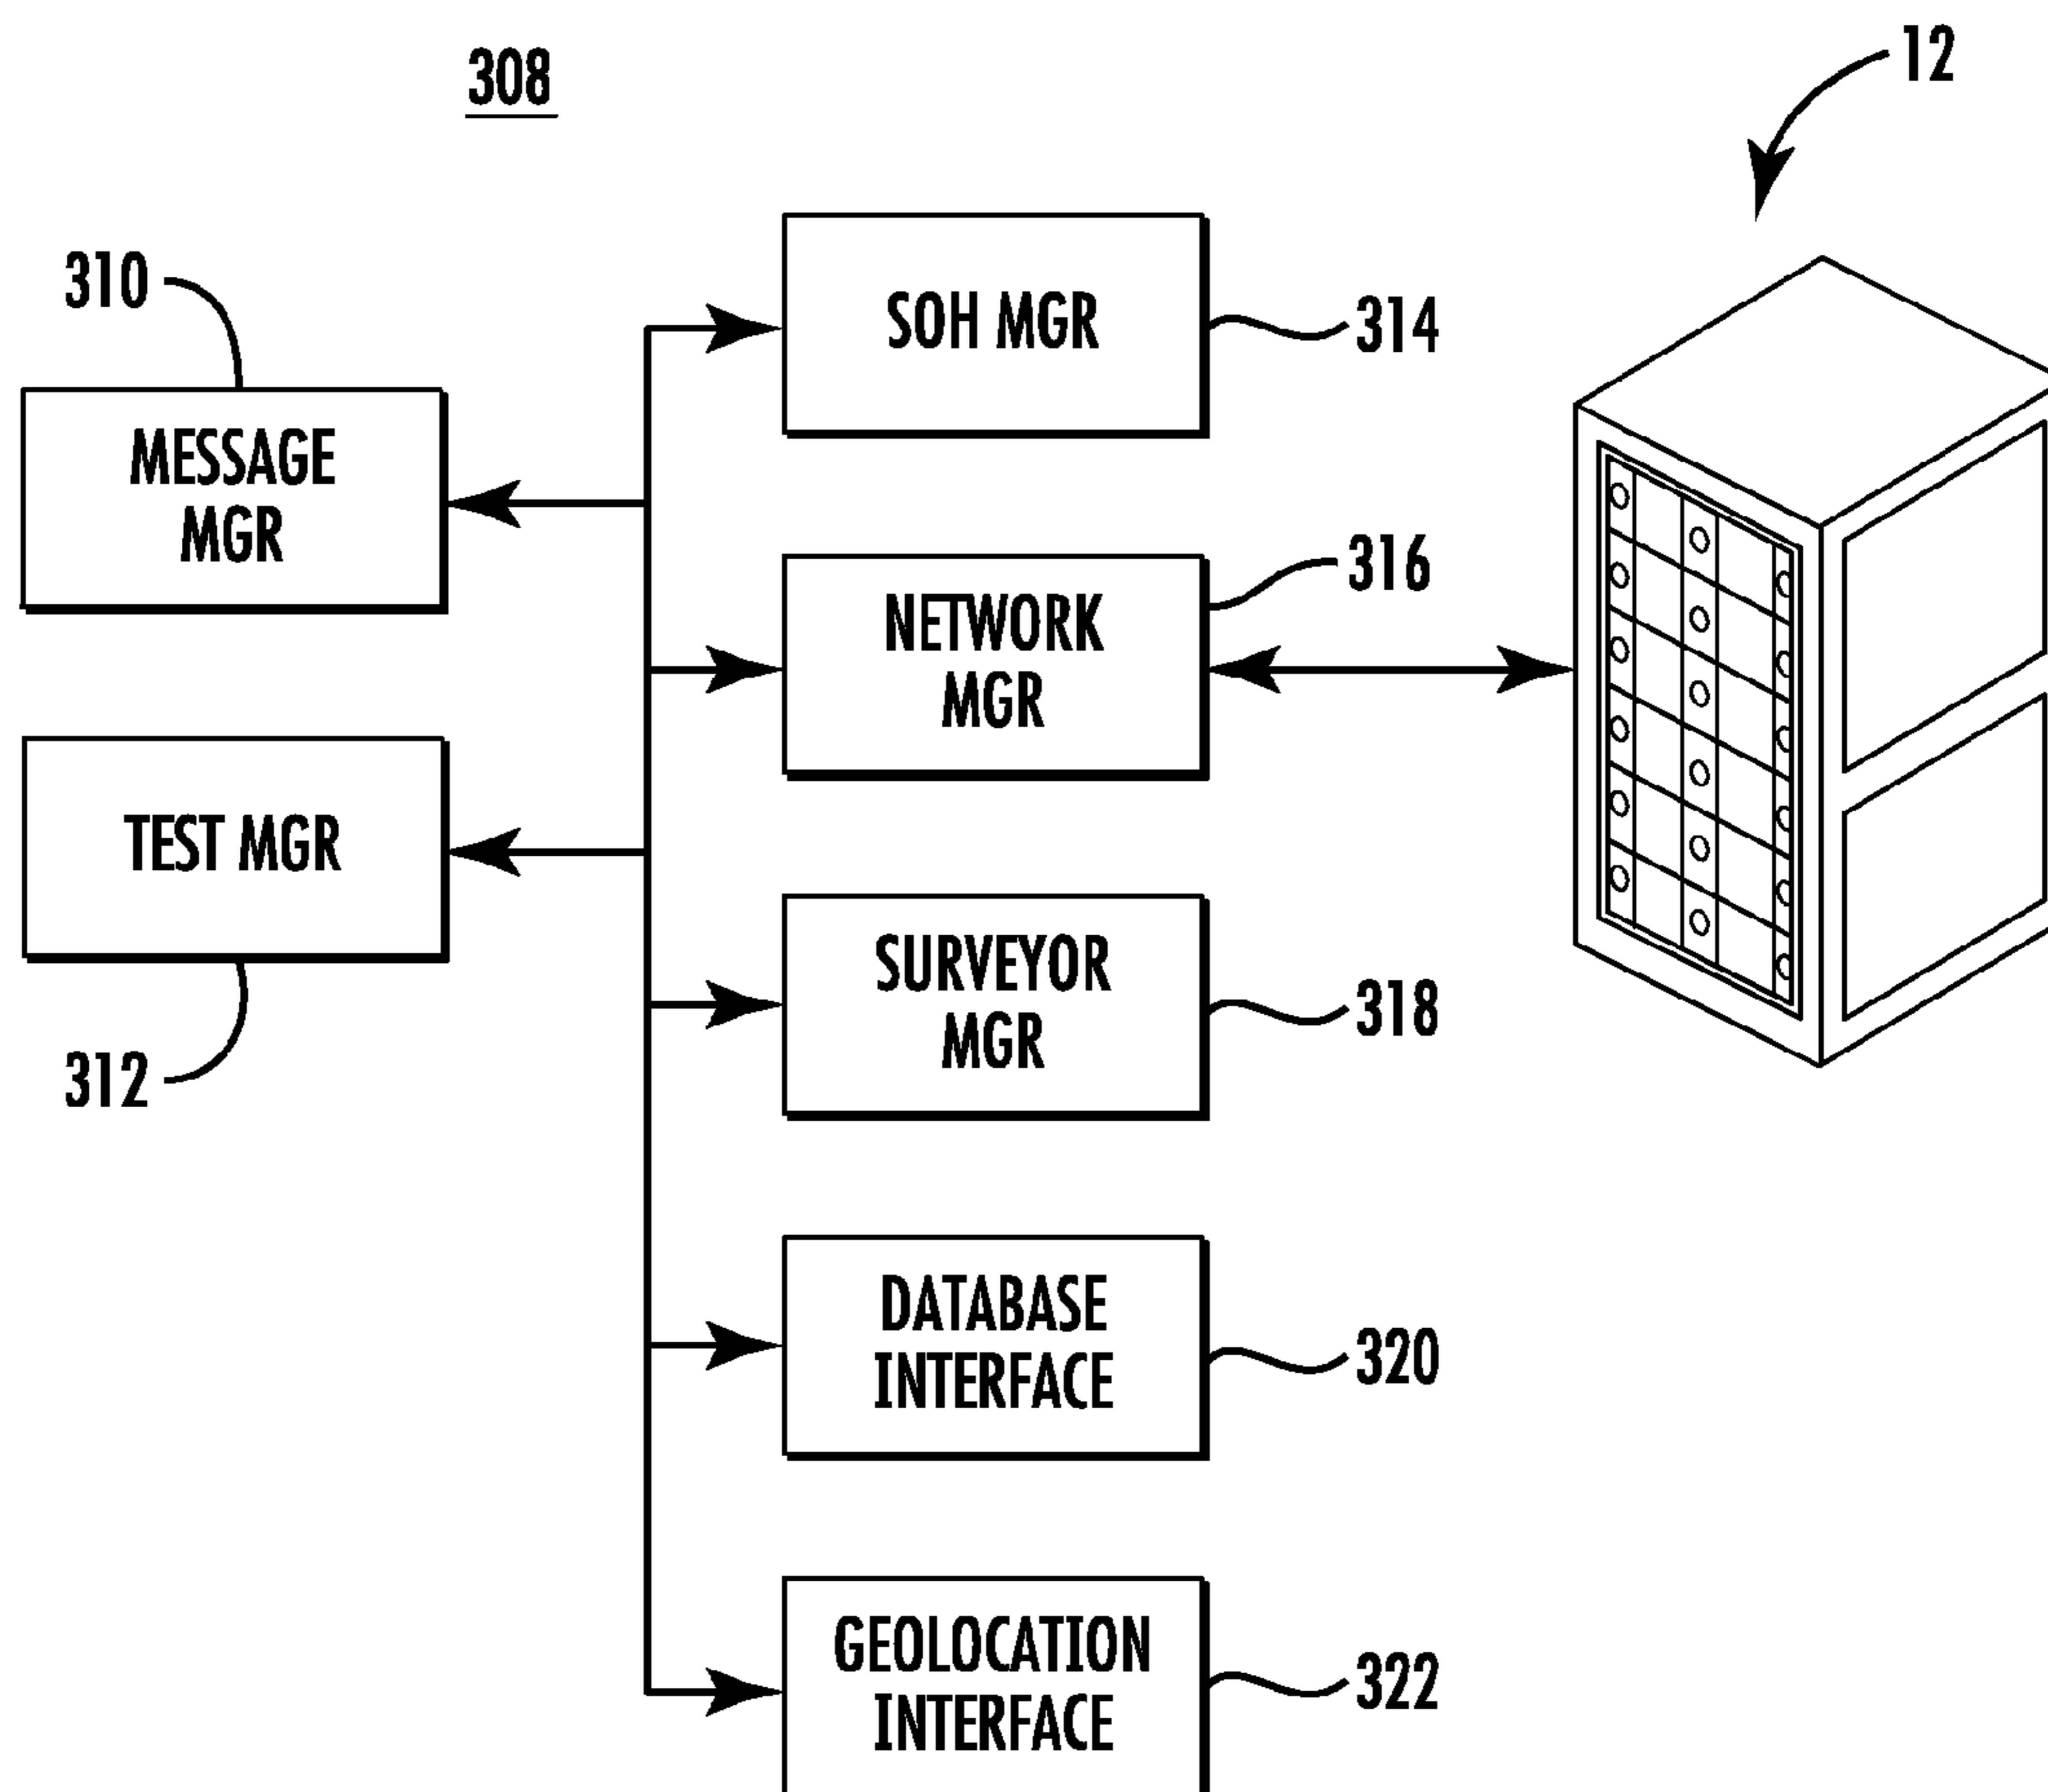 308
12
310
SOH MGR
314
MESSAGE
MGR
316
NETWORK
MGR
TEST MGR
312
SURVEYOR
MGR
318
DATABASE
INTERFACE
320
GEOLOCATION
INTERFACE
322